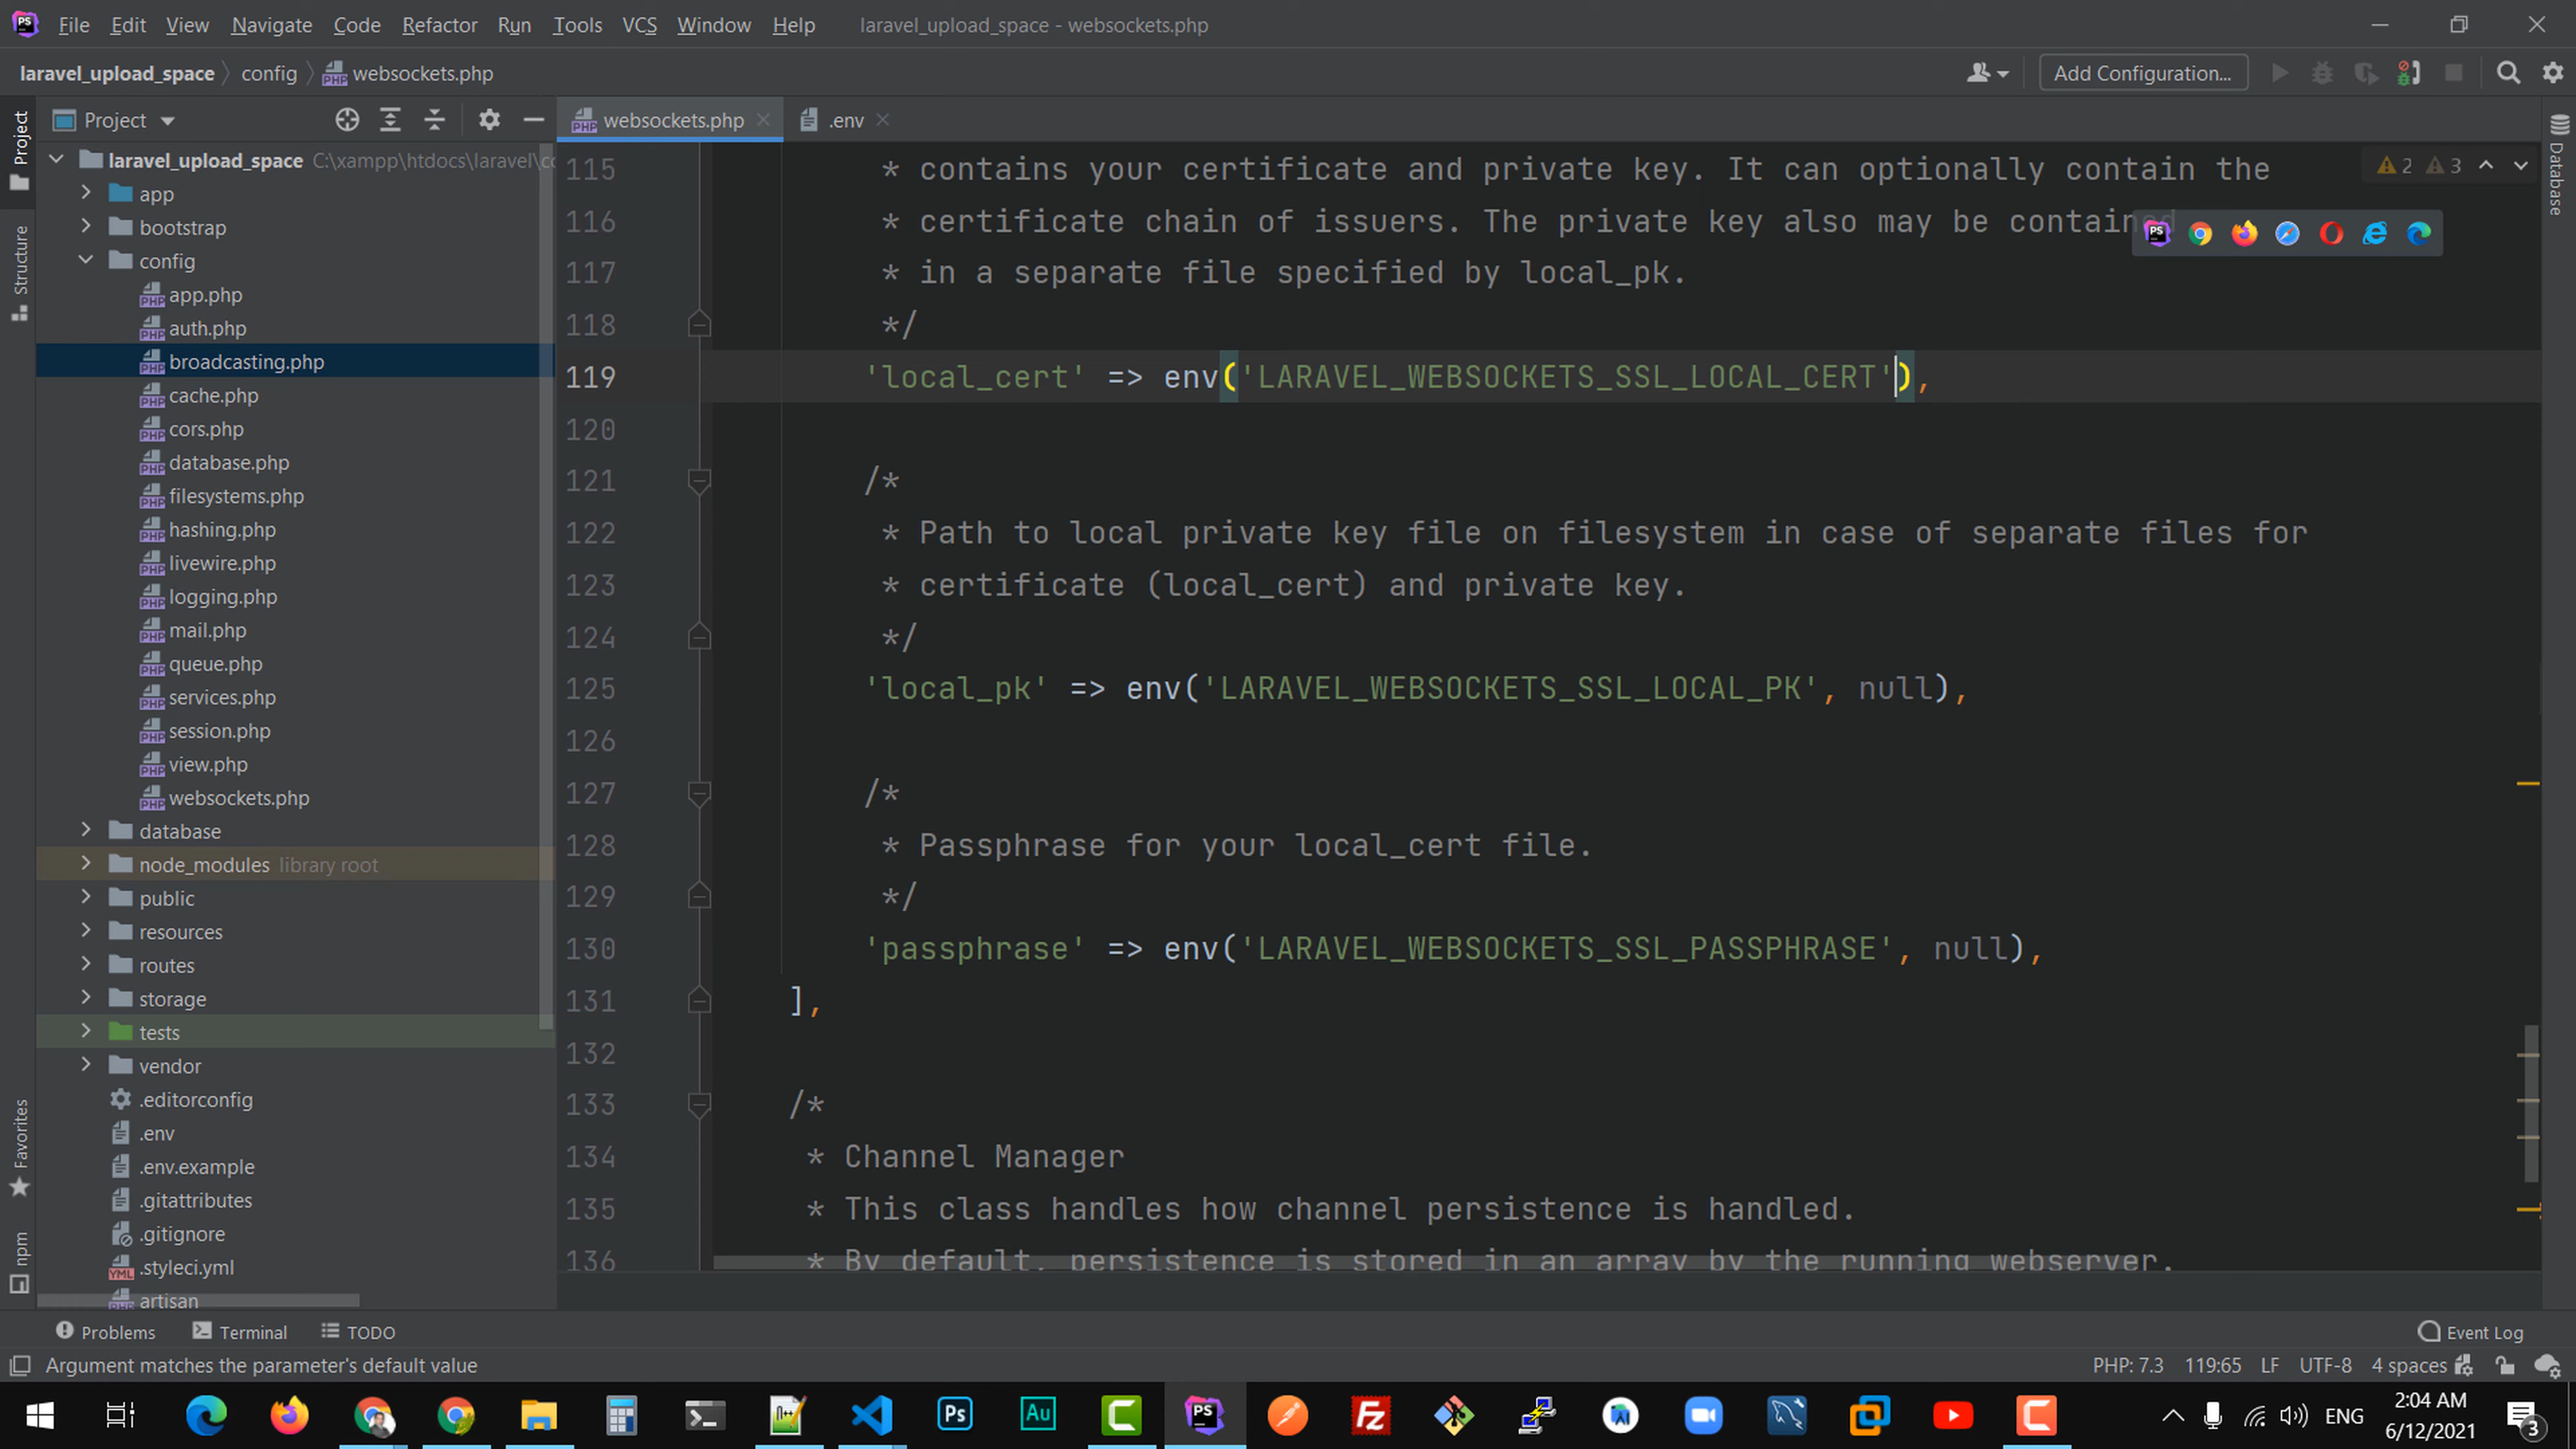 File Edit View Navigate Code Refactor Run Tools VCS Window Help laravel_upload_space - websockets.php
laravel_upload_space config websockets.php Add Configuration...
Project websockets.php .env
laravel_upload_space C:\xampp\htdocs\laravel\co
app
bootstrap
config
app.php
auth.php
broadcasting.php
cache.php
cors.php
database.php
filesystems.php
hashing.php
livewire.php
logging.php
mail.php
queue.php
services.php
session.php
view.php
websockets.php
database
node_modules library root
public
resources
routes
storage
tests
vendor
.editorconfig
.env
.env.example
.gitattributes
.gitignore
.styleci.yml
artisan
Project
Structure
Favorites
npm
115 * contains your certificate and private key. It can optionally contain the
116 * certificate chain of issuers. The private key also may be contained
117 * in a separate file specified by local_pk.
118 */
119 'local_cert' => env('LARAVEL_WEBSOCKETS_SSL_LOCAL_CERT'),
120
121 /*
122 * Path to local private key file on filesystem in case of separate files for
123 * certificate (local_cert) and private key.
124 */
125 'local_pk' => env('LARAVEL_WEBSOCKETS_SSL_LOCAL_PK', null),
126
127 /*
128 * Passphrase for your local_cert file.
129 */
130 'passphrase' => env('LARAVEL_WEBSOCKETS_SSL_PASSPHRASE', null),
131 ],
132
133 /*
134 * Channel Manager
135 * This class handles how channel persistence is handled.
136 * By default, persistence is stored in an array by the running webserver.
2 3
Database
Problems Terminal TODO Event Log
Argument matches the parameter's default value PHP: 7.3 119:65 LF UTF-8 4 spaces
ENG 2:04 AM
6/12/2021 3